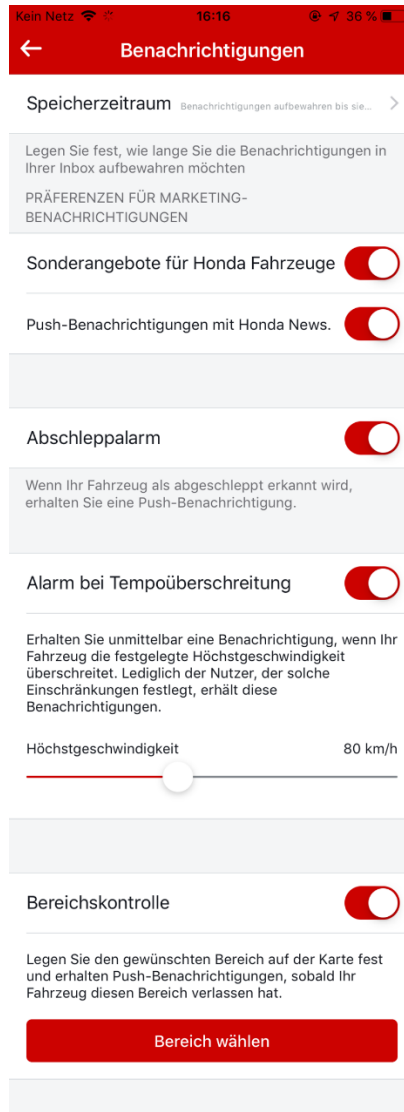 Kein Netz 16:16 36 %
Benachrichtigungen
Speicherzeitraum Benachrichtigungen aufbewahren bis sie...
Legen Sie fest, wie lange Sie die Benachrichtigungen in
Ihrer Inbox aufbewahren möchten
PRÄFERENZEN FÜR MARKETING-
BENACHRICHTIGUNGEN
Sonderangebote für Honda Fahrzeuge
Push-Benachrichtigungen mit Honda News.
Abschleppalarm
Wenn Ihr Fahrzeug als abgeschleppt erkannt wird,
erhalten Sie eine Push-Benachrichtigung.
Alarm bei Tempoüberschreitung
Erhalten Sie unmittelbar eine Benachrichtigung, wenn Ihr
Fahrzeug die festgelegte Höchstgeschwindigkeit
überschreitet. Lediglich der Nutzer, der solche
Einschränkungen festlegt, erhält diese
Benachrichtigungen.
Höchstgeschwindigkeit 80 km/h
Bereichskontrolle
Legen Sie den gewünschten Bereich auf der Karte fest
und erhalten Push-Benachrichtigungen, sobald Ihr
Fahrzeug diesen Bereich verlassen hat.
Bereich wählen